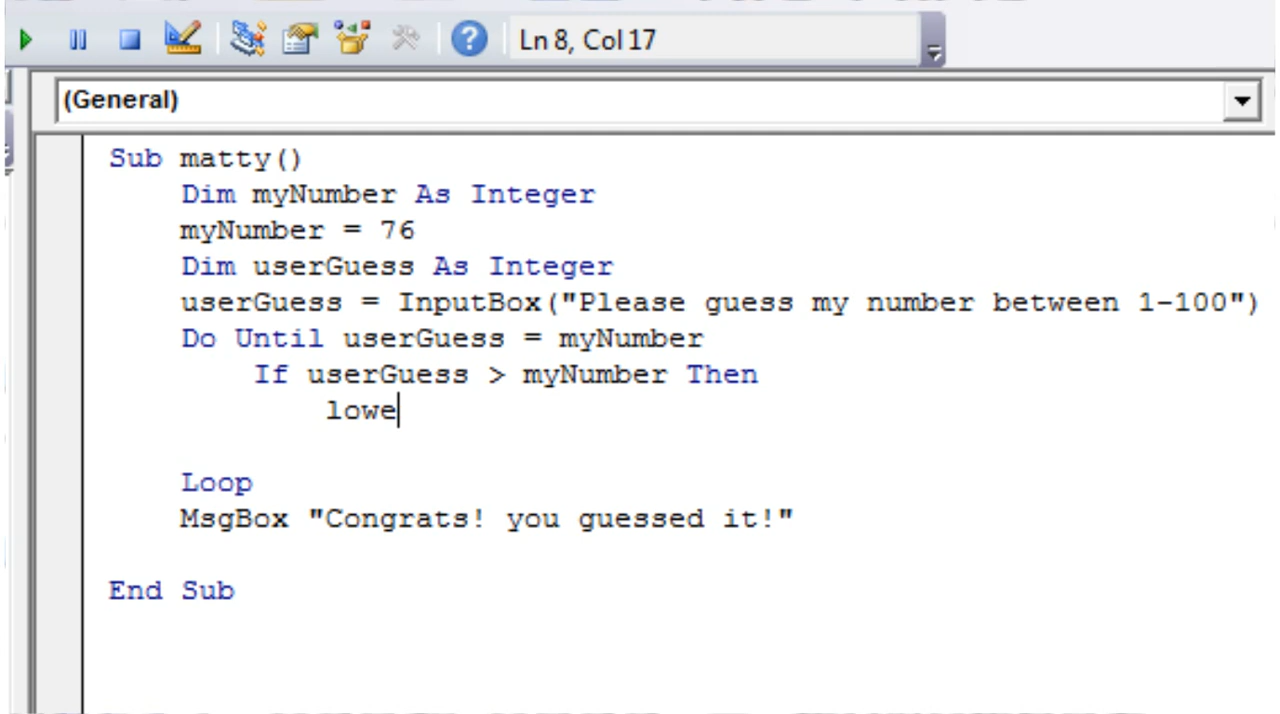 Ln 8, Col 17
(General)
Sub matty()
Dim myNumber As Integer
myNumber = 76
Dim userGuess As Integer
userGuess = InputBox("Please guess my number between 1-100")
Do Until userGuess = myNumber
If userGuess > myNumber Then
lowe
Loop
MsgBox "Congrats! you guessed it!"
End Sub